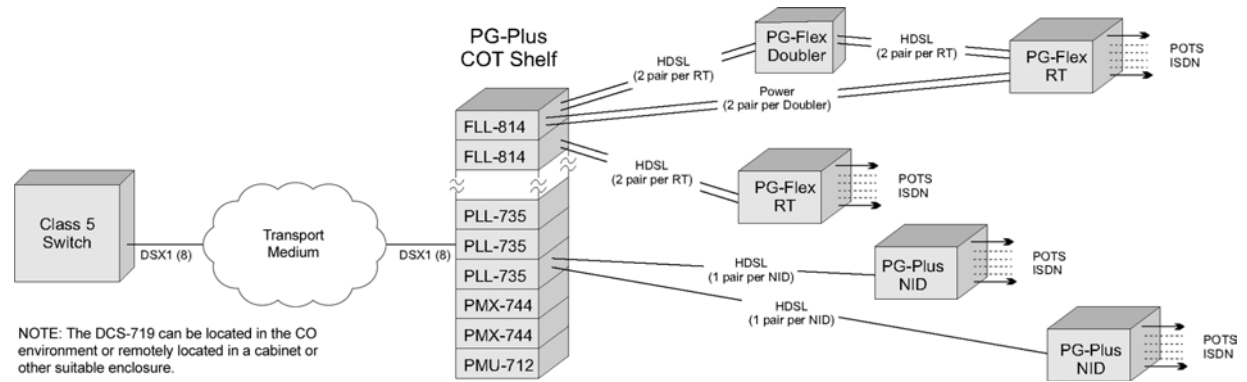 PG-Plus
COT Shelf
FLL-814
FLL-814
PLL-735
PLL-735
PLL-735
PMX-744
PMX-744
PMU-712
Class 5
Switch
DSX1 (8)
Transport
Medium
DSX1 (8)
HDSL
(2 pair per RT)
PG-Flex
Doubler
HDSL
(2 pair per RT)
PG-Flex
RT
POTS
ISDN
Power
(2 pair per Doubler)
HDSL
(2 pair per RT)
PG-Flex
RT
POTS
ISDN
HDSL
(1 pair per NID)
PG-Plus
NID
POTS
ISDN
HDSL
(1 pair per NID)
PG-Plus
NID
POTS
ISDN
NOTE: The DCS-719 can be located in the CO
environment or remotely located in a cabinet or
other suitable enclosure.